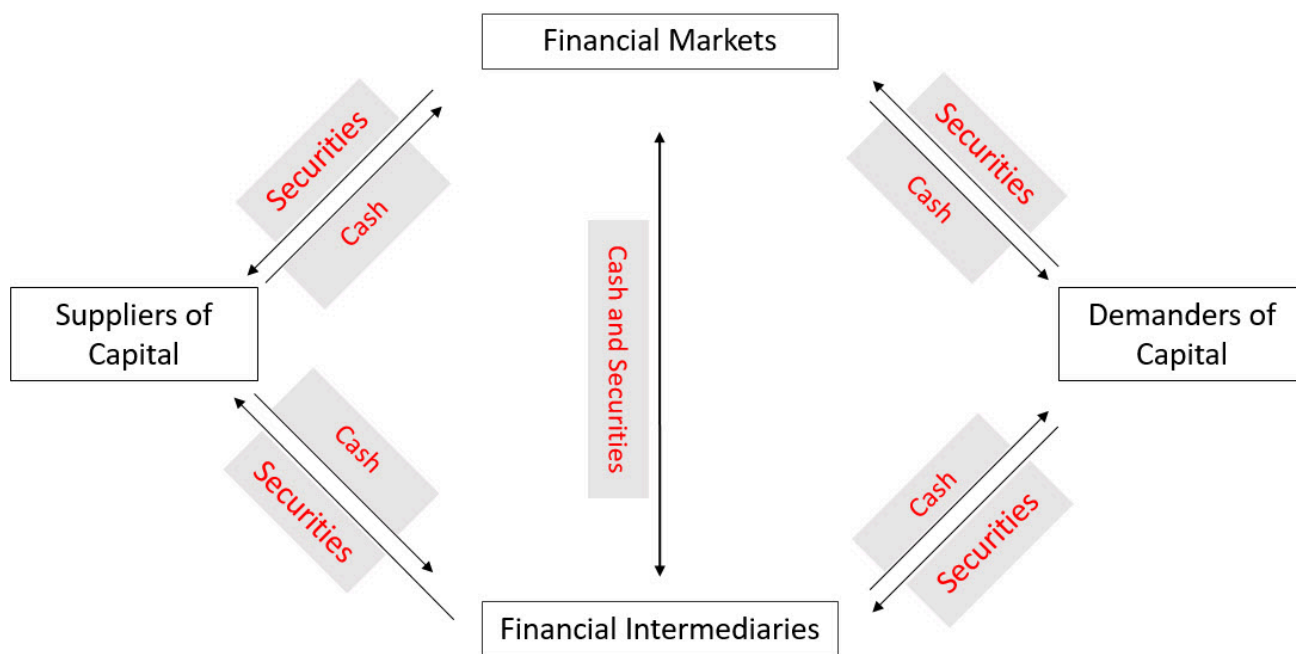 Financial Markets
Securities
Cash
Securities
Cash
Cash and Securities
Suppliers of
Capital
Demanders of
Capital
Cash
Securities
Cash
Securities
Financial Intermediaries